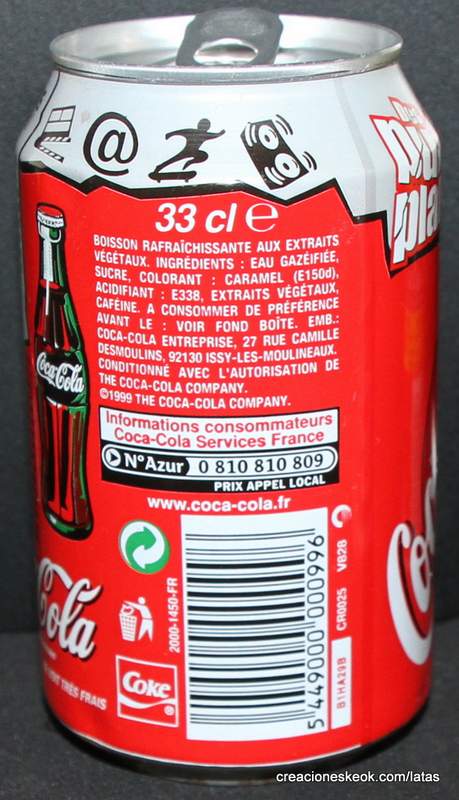 @
33 cl e
BOISSON RAFRAÎCHISSANTE AUX EXTRAITS
VÉGÉTAUX. INGRÉDIENTS : EAU GAZÉIFIÉE,
SUCRE, COLORANT : CARAMEL (E150d),
ACIDIFIANT : E338, EXTRAITS VÉGÉTAUX,
CAFÉINE. A CONSOMMER DE PRÉFÉRENCE
AVANT LE : VOIR FOND BOÎTE. EMB.:
COCA-COLA ENTREPRISE, 27 RUE CAMILLE
DESMOULINS, 92130 ISSY-LES-MOULINEAUX.
CONDITIONNÉ AVEC L'AUTORISATION DE
THE COCA-COLA COMPANY.
©1999 THE COCA-COLA COMPANY.
Informations consommateurs
Coca-Cola Services France
N°Azur 0 810 810 809
PRIX APPEL LOCAL
www.coca-cola.fr
Coca-Cola
Cola
TRÈS FRAIS
2000-1450-FR
Coke
5 449000 000996
CR0025 VB2B
B1HA29B
creacioneskeok.com/latas